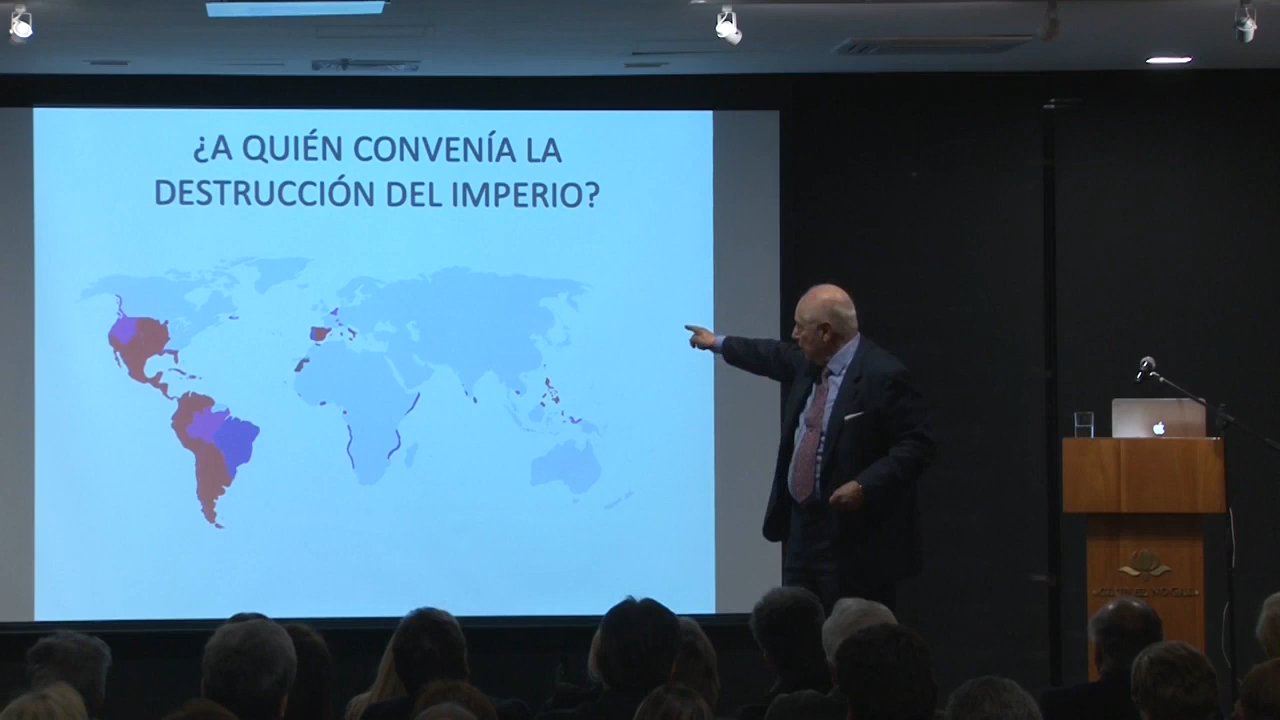 ¿A QUIÉN CONVENÍA LA
DESTRUCCIÓN DEL IMPERIO?